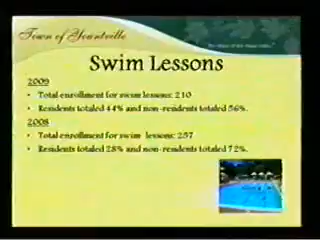 Town of Yountville
Swim Lessons
2009
• Total enrollment for swim lessons: 210
• Residents totaled 44% and non-residents totaled 56%.
2008
• Total enrollment for swim lessons: 257
• Residents totaled 28% and non-residents totaled 72%.